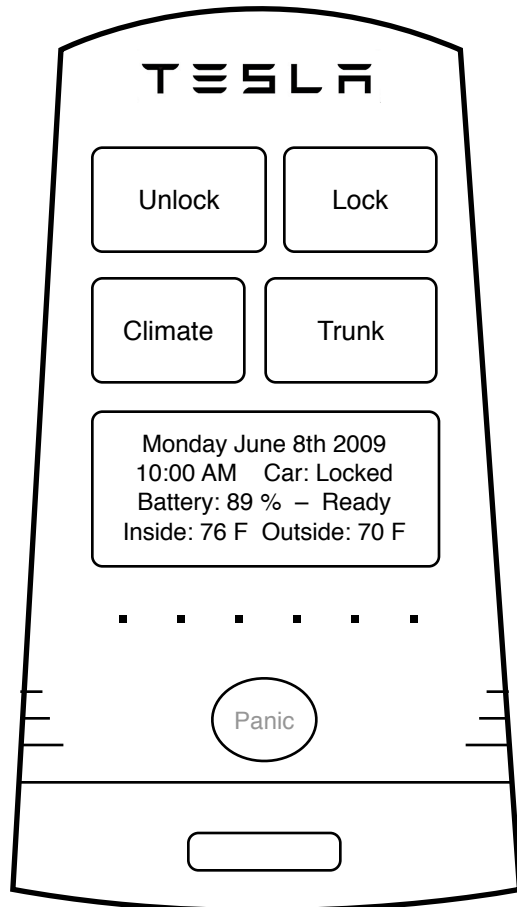 TESLA
Unlock Lock
Climate Trunk
Monday June 8th 2009
10:00 AM Car: Locked
Battery: 89 % – Ready
Inside: 76 F Outside: 70 F
Panic